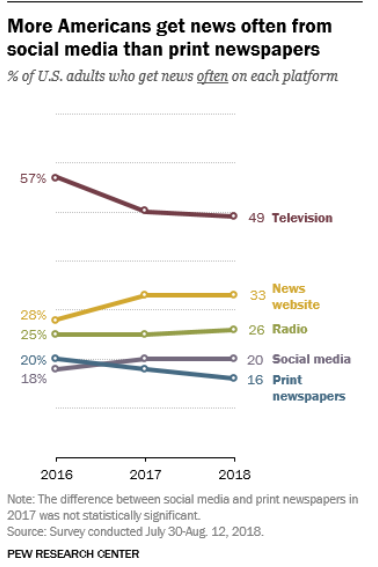 More Americans get news often from
social media than print newspapers
% of U.S. adults who get news often on each platform
57%
49 Television
33 News
website
28%
26 Radio
25%
20%
20 Social media
18%
16 Print
newspapers
2016 2017 2018
Note: The difference between social media and print newspapers in
2017 was not statistically significant.
Source: Survey conducted July 30-Aug. 12, 2018.
PEW RESEARCH CENTER